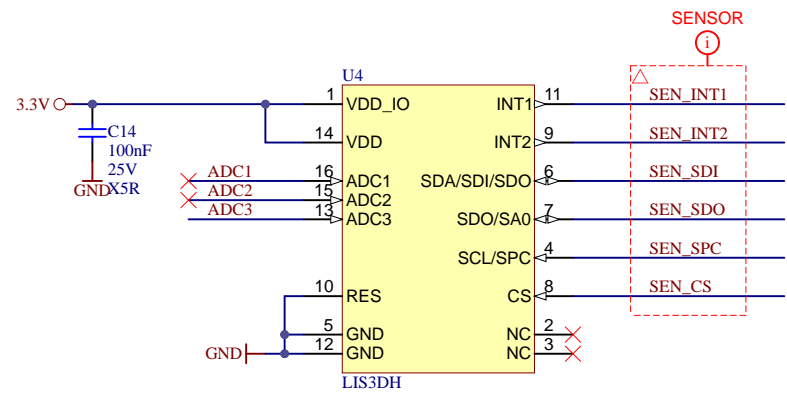 SENSOR
i
U4
3.3V
1 VDD_IO INT1 11 SEN_INT1
C14
100nF
25V
X5R
GND
14 VDD INT2 9 SEN_INT2
ADC1 16 ADC1 SDA/SDI/SDO 6 SEN_SDI
ADC2 15 ADC2
ADC3 13 ADC3 SDO/SA0 7 SEN_SDO
SCL/SPC 4 SEN_SPC
10 RES CS 8 SEN_CS
5 GND NC 2
GND 12 GND NC 3
LIS3DH